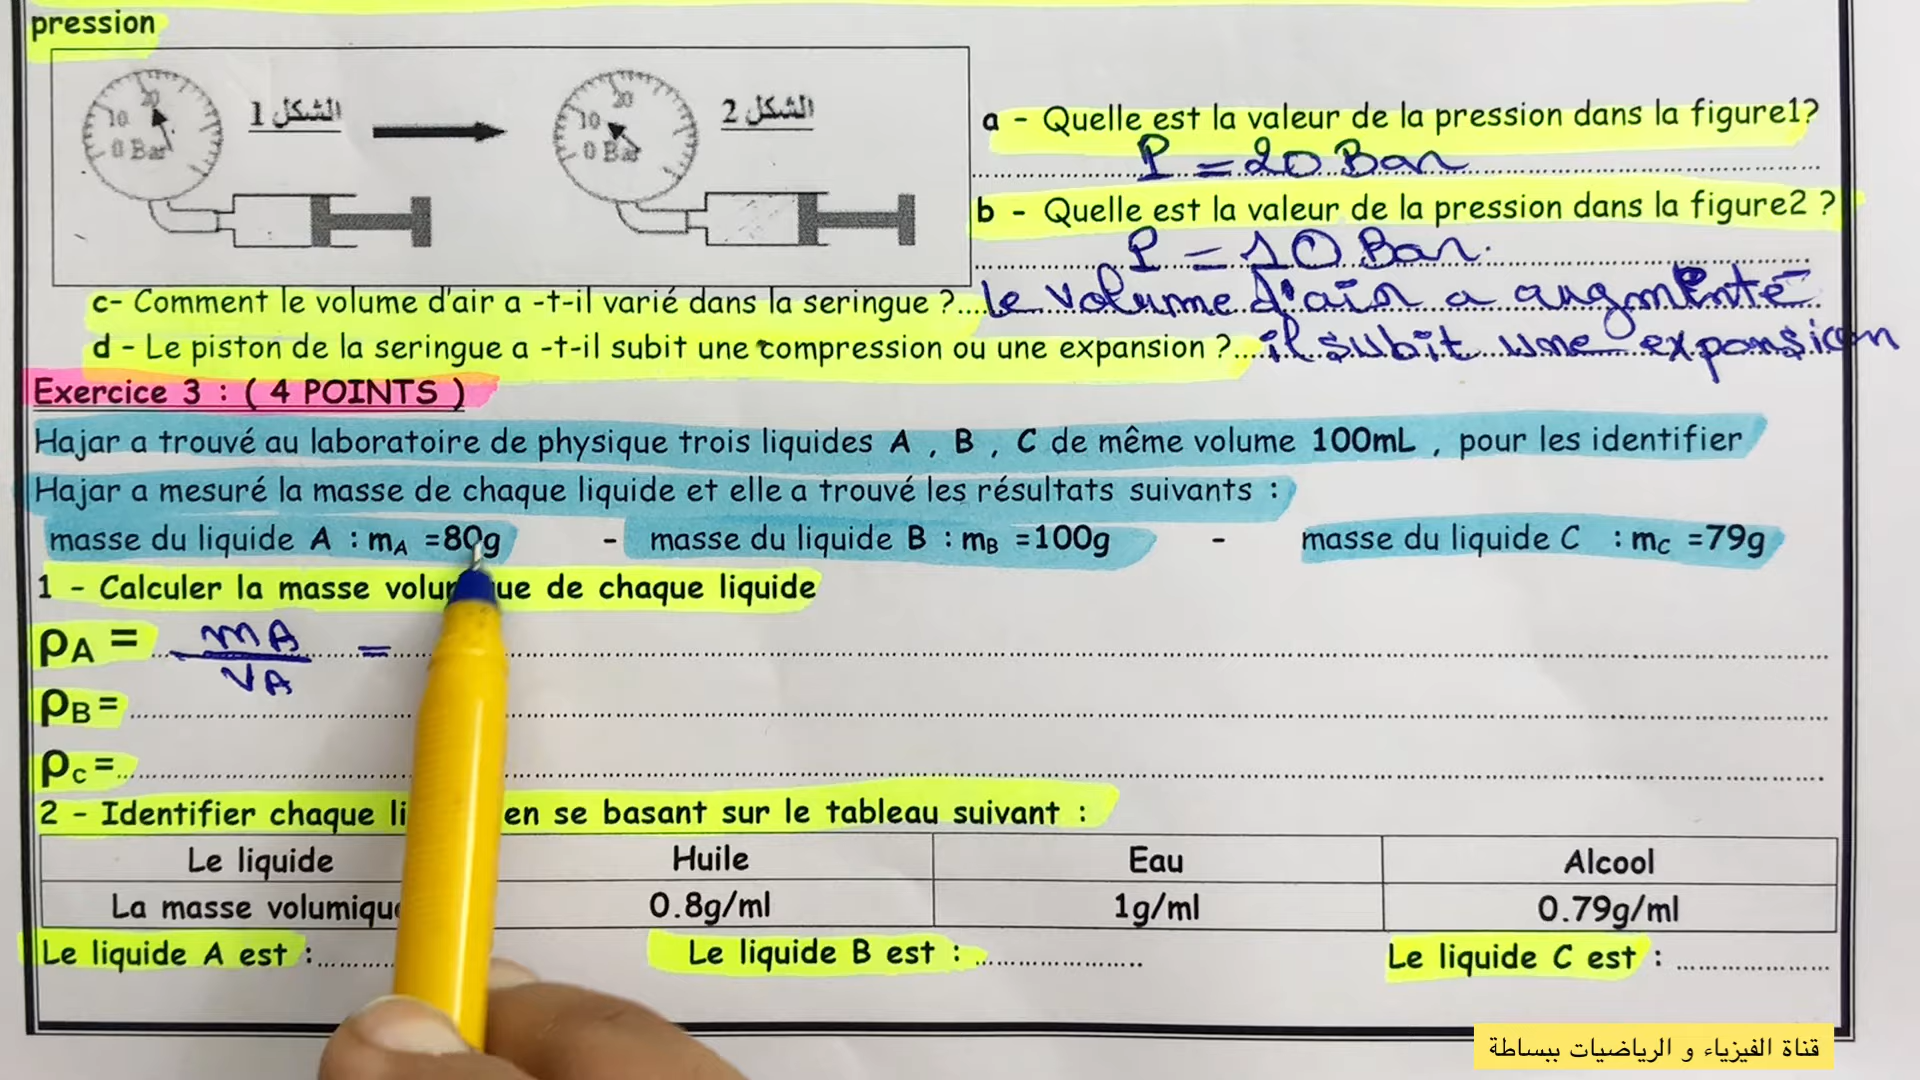 pression
20
10
0 Bar
الشكل 1
20
10
0 Bar
الشكل 2
a - Quelle est la valeur de la pression dans la figure1?
P = 20 Bar
b - Quelle est la valeur de la pression dans la figure2 ?
P = 10 Bar.
c- Comment le volume d'air a -t-il varié dans la seringue ?....le volume d'air a augmenté
d - Le piston de la seringue a -t-il subit une compression ou une expansion ?....il subit une expansion
Exercice 3 : ( 4 POINTS )
Hajar a trouvé au laboratoire de physique trois liquides A , B , C de même volume 100mL , pour les identifier
Hajar a mesuré la masse de chaque liquide et elle a trouvé les résultats suivants :
masse du liquide A : mA =80g - masse du liquide B : mB =100g - masse du liquide C : mC =79g
1 - Calculer la masse volu ue de chaque liquide
ρA = mA / VA =
ρB =
ρc =
2 - Identifier chaque li en se basant sur le tableau suivant :
Le liquide Huile Eau Alcool
La masse volumiqu 0.8g/ml 1g/ml 0.79g/ml
Le liquide A est : Le liquide B est : Le liquide C est :
قناة الفيزياء و الرياضيات ببساطة